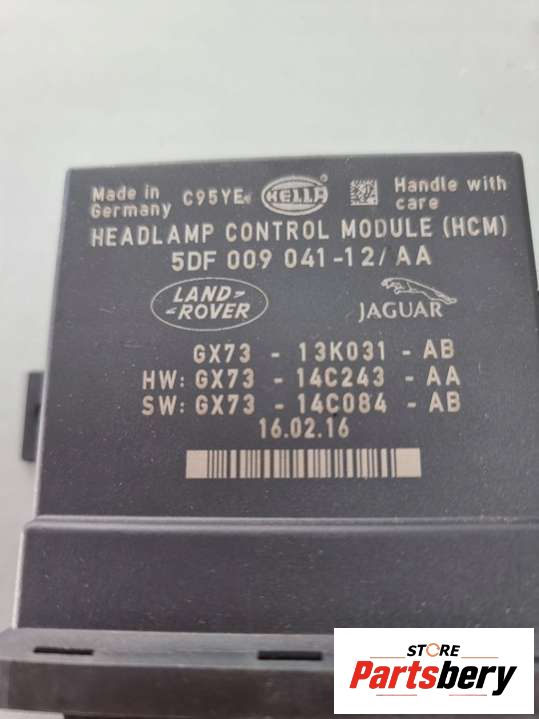 Made in Germany C95YE HELLA Handle with care
HEADLAMP CONTROL MODULE (HCM)
5DF 009 041-12/AA
LAND-ROVER JAGUAR
GX73 - 13K031 - AB
HW: GX73 - 14C243 - AA
SW: GX73 - 14C084 - AB
16.02.16
STORE
Partsbery